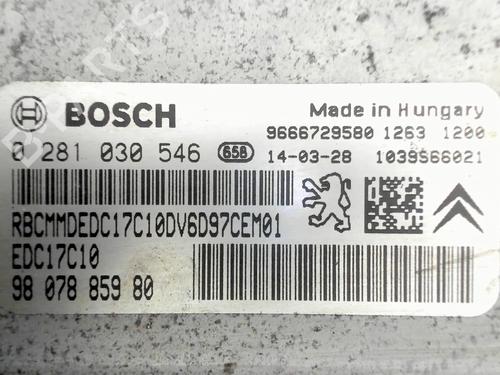 BOSCH
Made in Hungary
9666729580 1263 1200
0 281 030 546 65B 14-03-28 1039S66021
RBCMMDEDC17C10DV6D97CEM01
EDC17C10
98 078 859 80